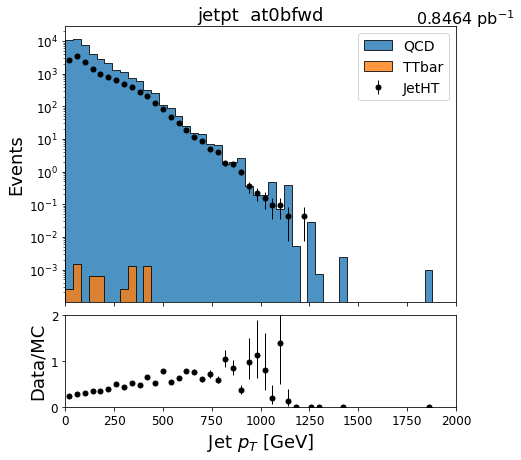 jetpt at0bfwd
0.8464 pb⁻¹
QCD
TTbar
JetHT
Events
10⁴
10³
10²
10¹
10⁰
10⁻¹
10⁻²
10⁻³
Data/MC
2
1
0
0 250 500 750 1000 1250 1500 1750 2000
Jet p_T [GeV]